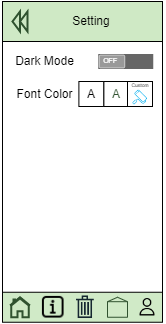 Setting
Dark Mode OFF
Font Color A A Custom